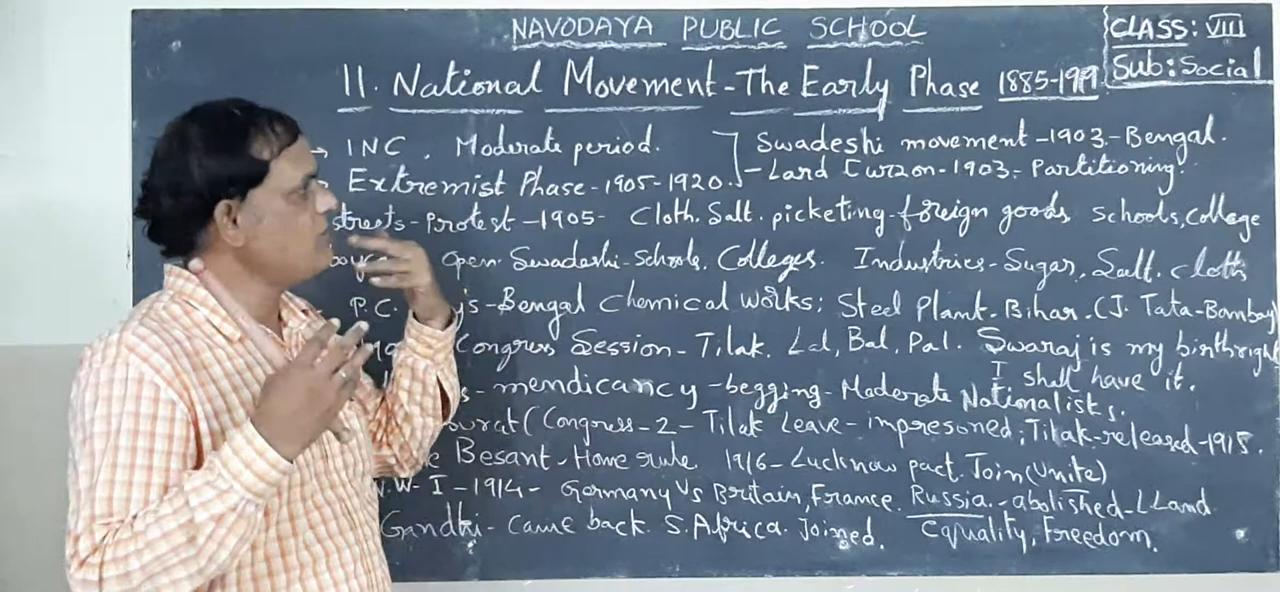 NAVODAYA PUBLIC SCHOOL
CLASS: VIII
Sub: Social
11. National Movement - The Early Phase 1885-1919
→ INC. Moderate period.
Swadeshi movement - 1903 - Bengal.
Extremist Phase - 1905-1920.
- Lard Curzon - 1903 - Partitioning.
streets - Protest - 1905 - Cloth. Salt. picketing - foreign goods schools, college
Open Swadeshi - Schools. Colleges. Industries - Sugar, Salt. cloths
P.C. Bengal Chemical works; Steel Plant - Bihar. (J. Tata - Bombay)
Congress Session - Tilak. Lal, Bal, Pal. Swaraj is my birthright
I shall have it.
mendicancy - begging - Moderate Nationalists.
(Congress - 2 - Tilak Leave - impresoned; Tilak - released - 1915.
Besant - Home rule 1916 - Lucknow pact. Join (Unite)
W - I - 1914 - Germany Vs Britain, France. Russia - abolished - LLand
Gandhi - Came back. S. Africa. Joined. Equality, Freedom.